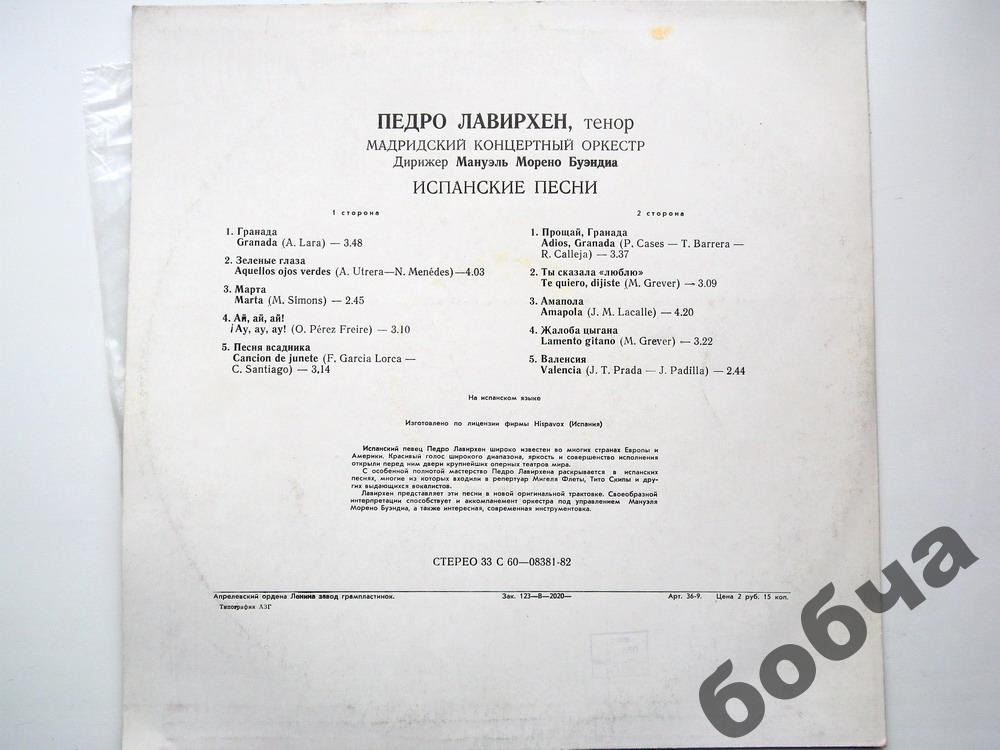 ПЕДРО ЛАВИРХЕН, тенор
МАДРИДСКИЙ КОНЦЕРТНЫЙ ОРКЕСТР
Дирижер Мануэль Морено Буэндиа
ИСПАНСКИЕ ПЕСНИ
1 сторона
1. Гранада
Granada (A. Lara) — 3.48
2. Зеленые глаза
Aquellos ojos verdes (A. Utrera—N. Menédes)—4.03
3. Марта
Marta (M. Simons) — 2.45
4. Ай, ай, ай!
¡Ay, ay, ay! (O. Pérez Freire) — 3.10
5. Песня всадника
Cancion de junete (F. Garcia Lorca —
C. Santiago) — 3.14
2 сторона
1. Прощай, Гранада
Adios, Granada (P. Cases — T. Barrera —
R. Calleja) — 3.37
2. Ты сказала «люблю»
Te quiero, dijiste (M. Grever) — 3.09
3. Амапола
Amapola (J. M. Lacalle) — 4.20
4. Жалоба цыгана
Lamento gitano (M. Grever) — 3.22
5. Валенсия
Valencia (J. T. Prada — J. Padilla) — 2.44
На испанском языке
Изготовлено по лицензии фирмы Hispavox (Испания)
Испанский певец Педро Лавирхен широко известен во многих странах Европы и
Америки. Красивый голос широкого диапазона, яркость и совершенство исполнения
открыли перед ним двери крупнейших оперных театров мира.
С особенной полнотой мастерство Педро Лавирхена раскрывается в испанских
песнях, многие из которых входили в репертуар Мигеля Флеты, Тито Скипы и дру-
гих выдающихся вокалистов.
Лавирхен представляет эти песни в новой оригинальной трактовке. Своеобразной
интерпретации способствует и аккомпанемент оркестра под управлением Мануэля
Морено Буэндиа, а также интересная, современная инструментовка.
СТЕРЕО 33 С 60—08381-82
Апрелевский ордена Ленина завод грампластинок.
Зак. 123—В—2020—
Арт. 36-9. Цена 2 руб. 15 коп.
Типография АЗГ
бобча